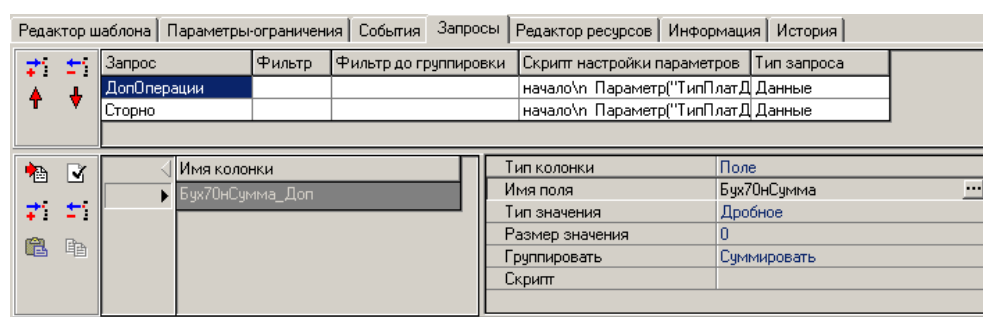 Редактор шаблона Параметры-ограничения События Запросы Редактор ресурсов Информация История
Запрос Фильтр Фильтр до группировки Скрипт настройки параметров Тип запроса
ДопОперации начало\n Параметр("ТипПлатД Данные
Сторно начало\n Параметр("ТипПлатД Данные
Имя колонки Тип колонки Поле
Бух70нСумма_Доп Имя поля Бух70нСумма ...
Тип значения Дробное
Размер значения 0
Группировать Суммировать
Скрипт